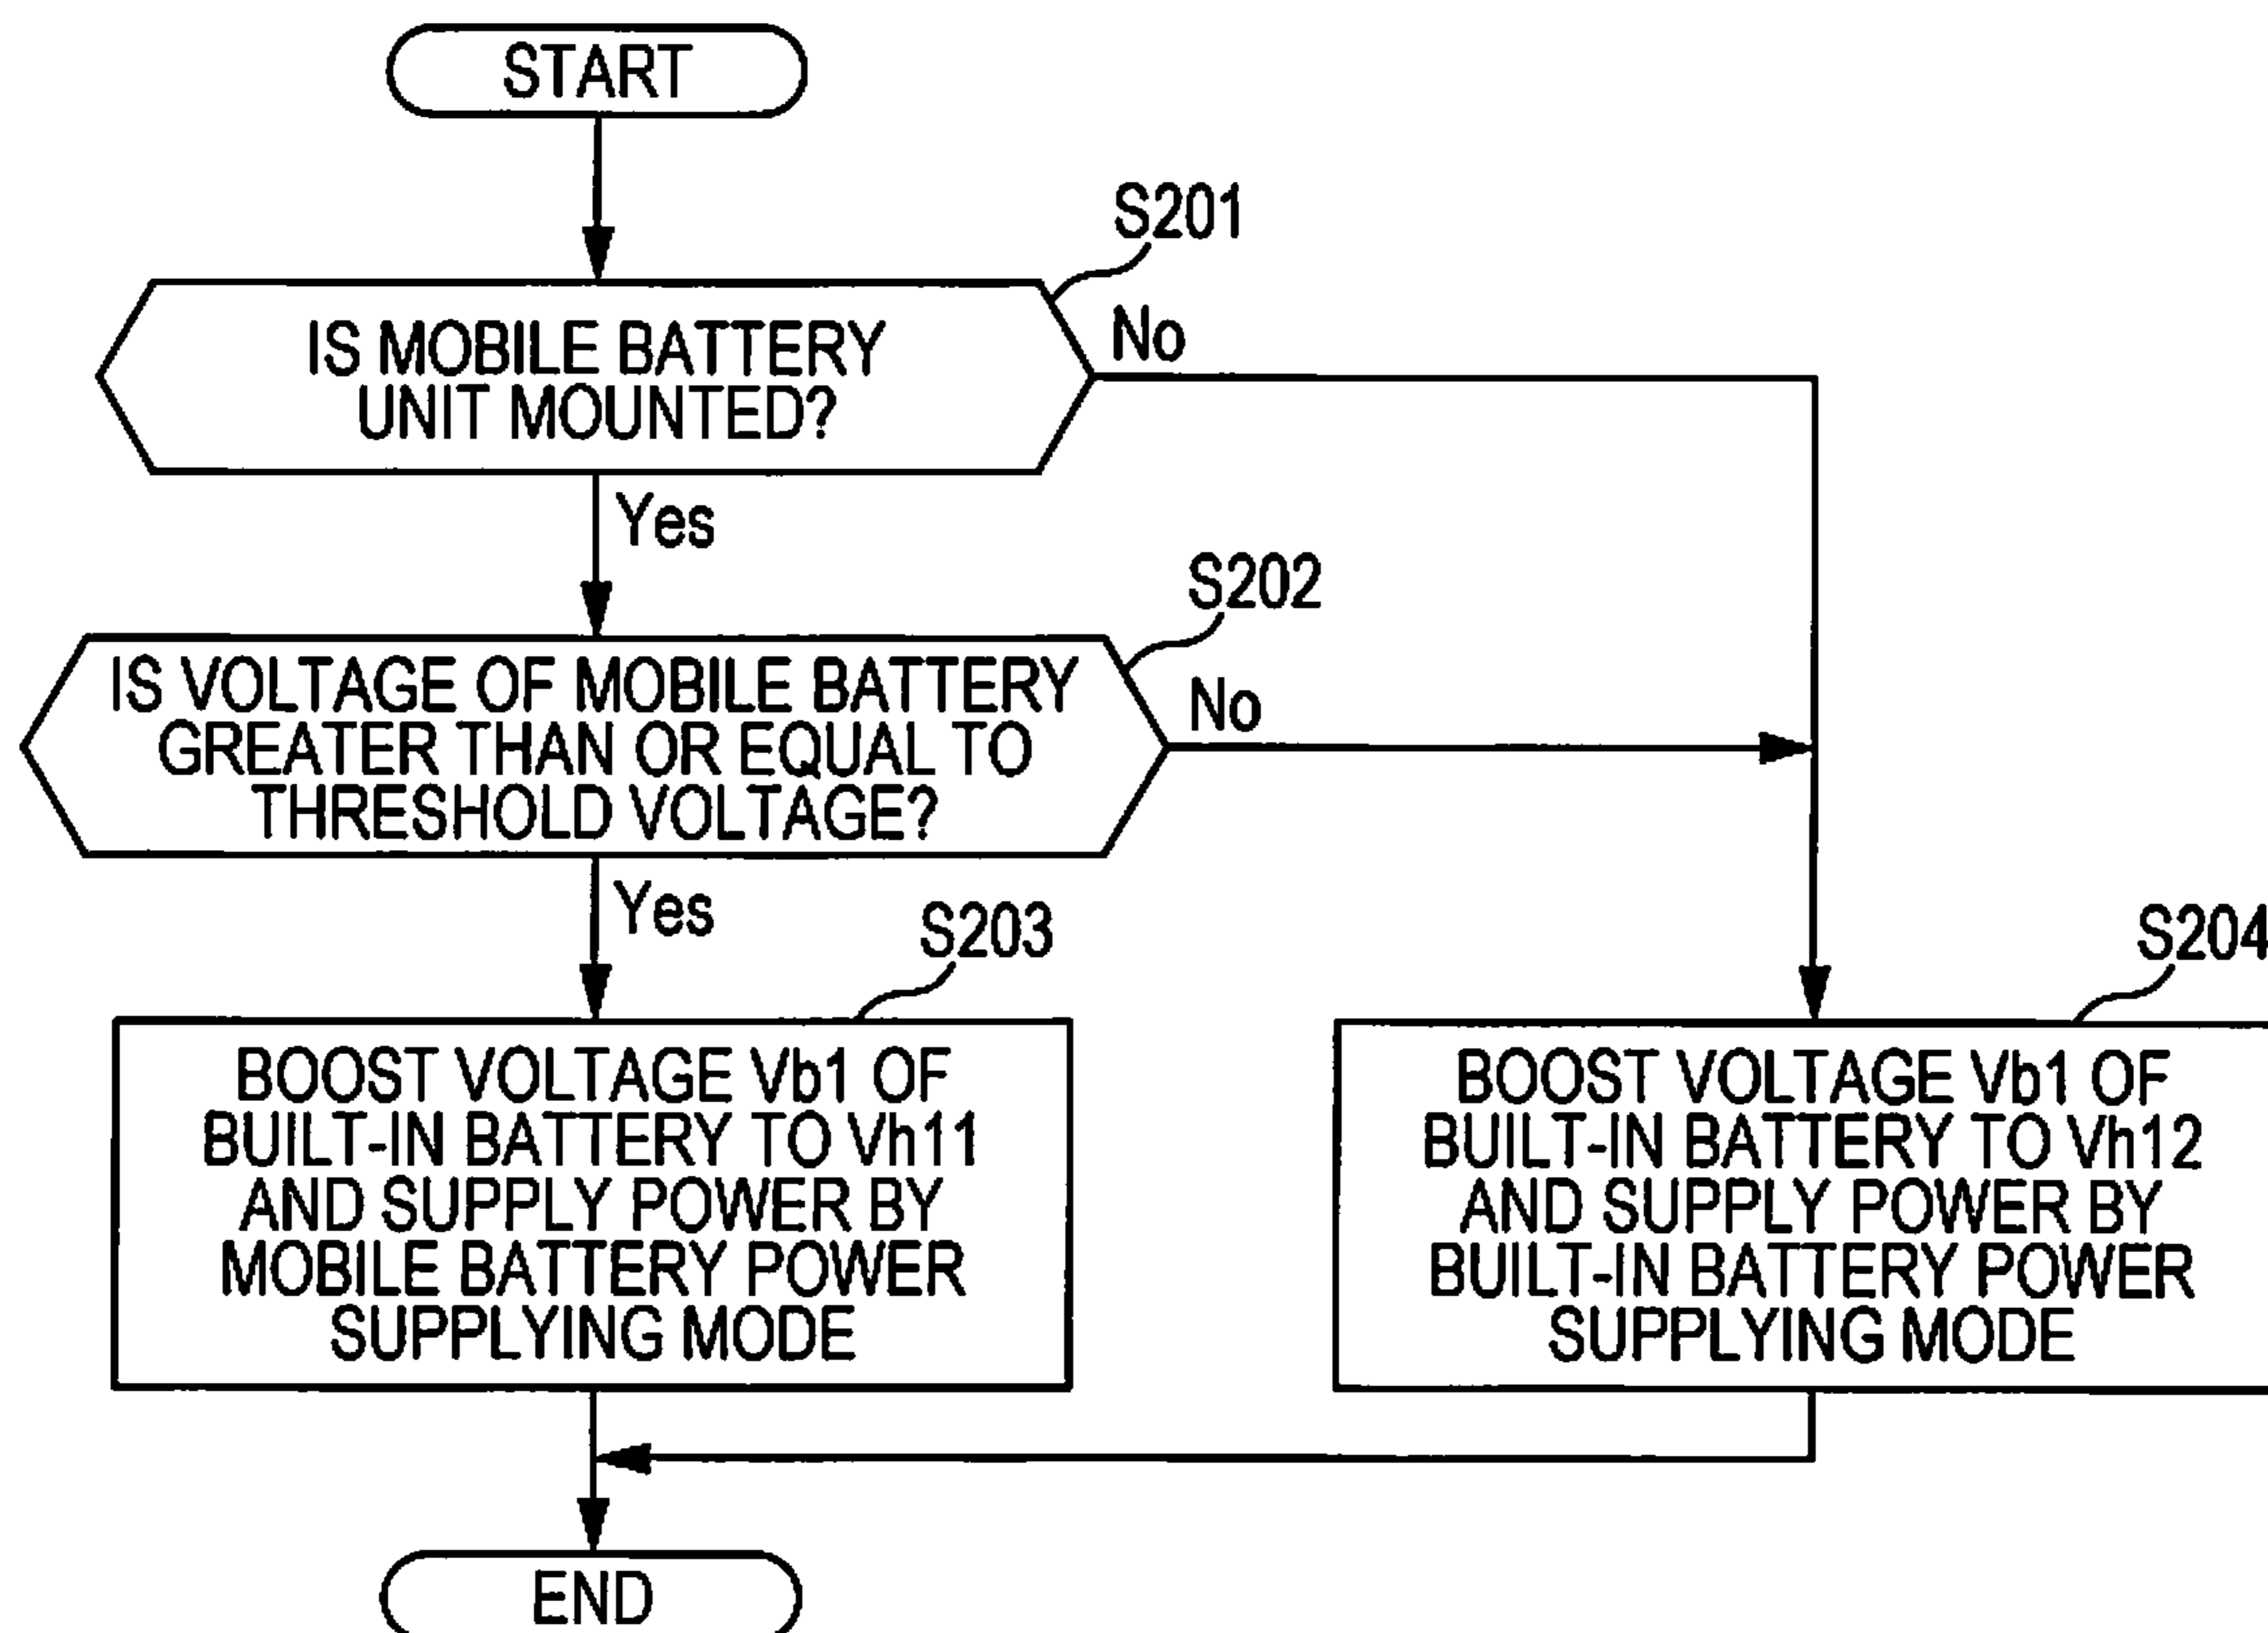 START
S201
IS MOBILE BATTERY
UNIT MOUNTED?
No
Yes
S202
IS VOLTAGE OF MOBILE BATTERY
GREATER THAN OR EQUAL TO
THRESHOLD VOLTAGE?
No
Yes
S203
BOOST VOLTAGE Vb1 OF
BUILT-IN BATTERY TO Vh11
AND SUPPLY POWER BY
MOBILE BATTERY POWER
SUPPLYING MODE
S204
BOOST VOLTAGE Vb1 OF
BUILT-IN BATTERY TO Vh12
AND SUPPLY POWER BY
BUILT-IN BATTERY POWER
SUPPLYING MODE
END